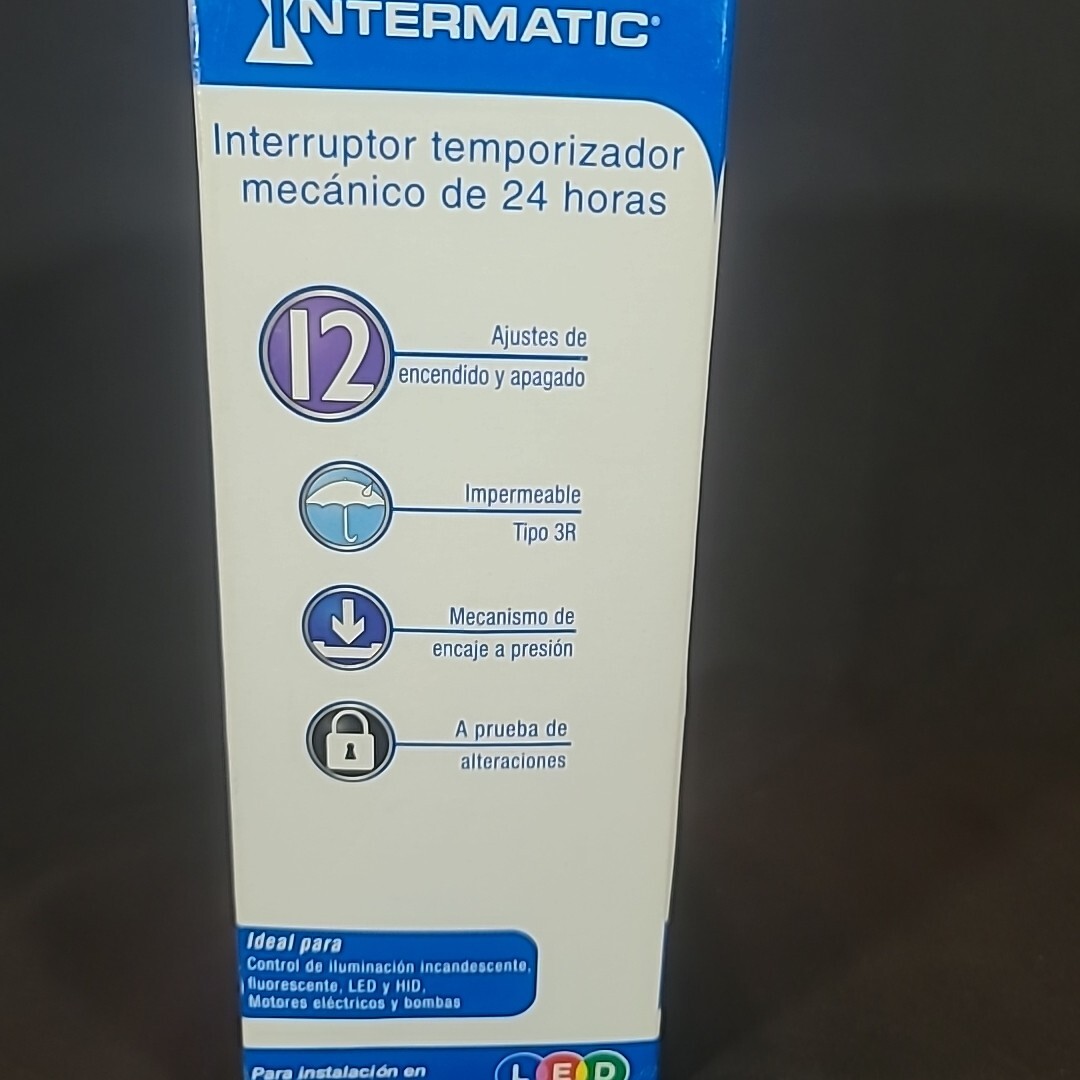 INTERMATIC®
Interruptor temporizador
mecánico de 24 horas
12
Ajustes de
encendido y apagado
Impermeable
Tipo 3R
Mecanismo de
encaje a presión
A prueba de
alteraciones
Ideal para
Control de iluminación incandescente,
fluorescente, LED y HID,
Motores eléctricos y bombas
Para instalación en
LED